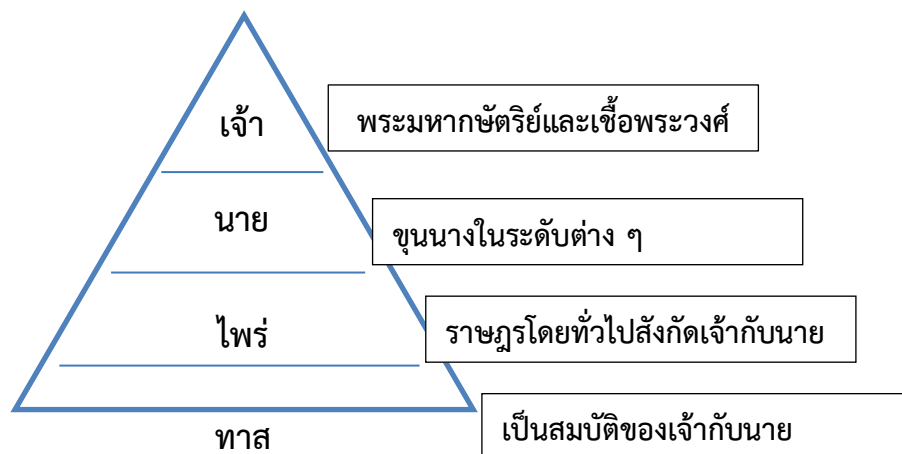 เจ้า
พระมหากษัตริย์และเชื้อพระวงศ์
นาย
ขุนนางในระดับต่าง ๆ
ไพร่
ราษฎรโดยทั่วไปสังกัดเจ้ากับนาย
ทาส
เป็นสมบัติของเจ้ากับนาย